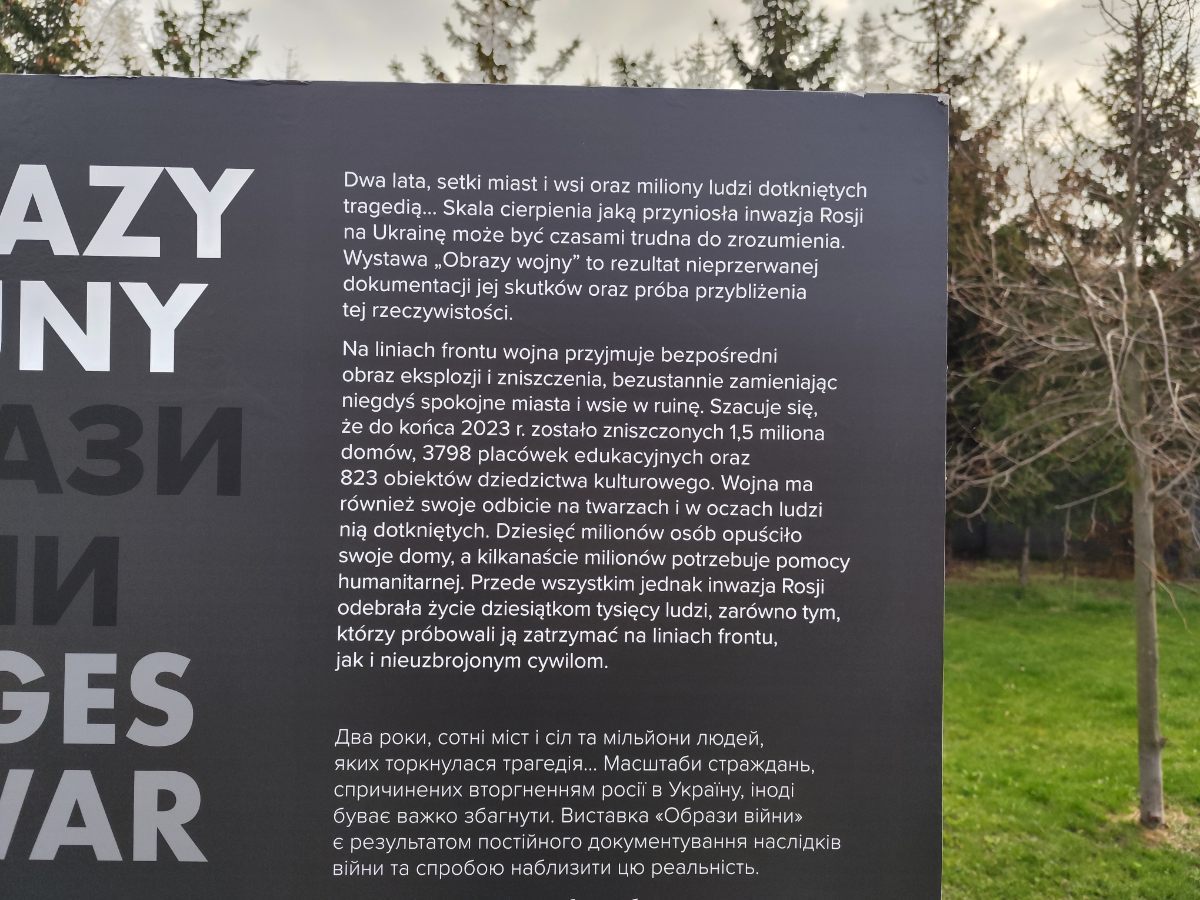 AZY
JNY
АЗИ
НИ
GES
WAR
Dwa lata, setki miast i wsi oraz miliony ludzi dotkniętych
tragedią... Skala cierpienia jaką przyniosła inwazja Rosji
na Ukrainę może być czasami trudna do zrozumienia.
Wystawa „Obrazy wojny” to rezultat nieprzerwanej
dokumentacji jej skutków oraz próba przybliżenia
tej rzeczywistości.
Na liniach frontu wojna przyjmuje bezpośredni
obraz eksplozji i zniszczenia, bezustannie zamieniając
niegdyś spokojne miasta i wsie w ruinę. Szacuje się,
że do końca 2023 r. zostało zniszczonych 1,5 miliona
domów, 3798 placówek edukacyjnych oraz
823 obiektów dziedzictwa kulturowego. Wojna ma
również swoje odbicie na twarzach i w oczach ludzi
nią dotkniętych. Dziesięć milionów osób opuściło
swoje domy, a kilkanaście milionów potrzebuje pomocy
humanitarnej. Przede wszystkim jednak inwazja Rosji
odebrała życie dziesiątkom tysięcy ludzi, zarówno tym,
którzy próbowali ją zatrzymać na liniach frontu,
jak i nieuzbrojonym cywilom.
Два роки, сотні міст і сіл та мільйони людей,
яких торкнулася трагедія... Масштаби страждань,
спричинених вторгненням росії в Україну, іноді
буває важко збагнути. Виставка «Образи війни»
є результатом постійного документування наслідків
війни та спробою наблизити цю реальність.